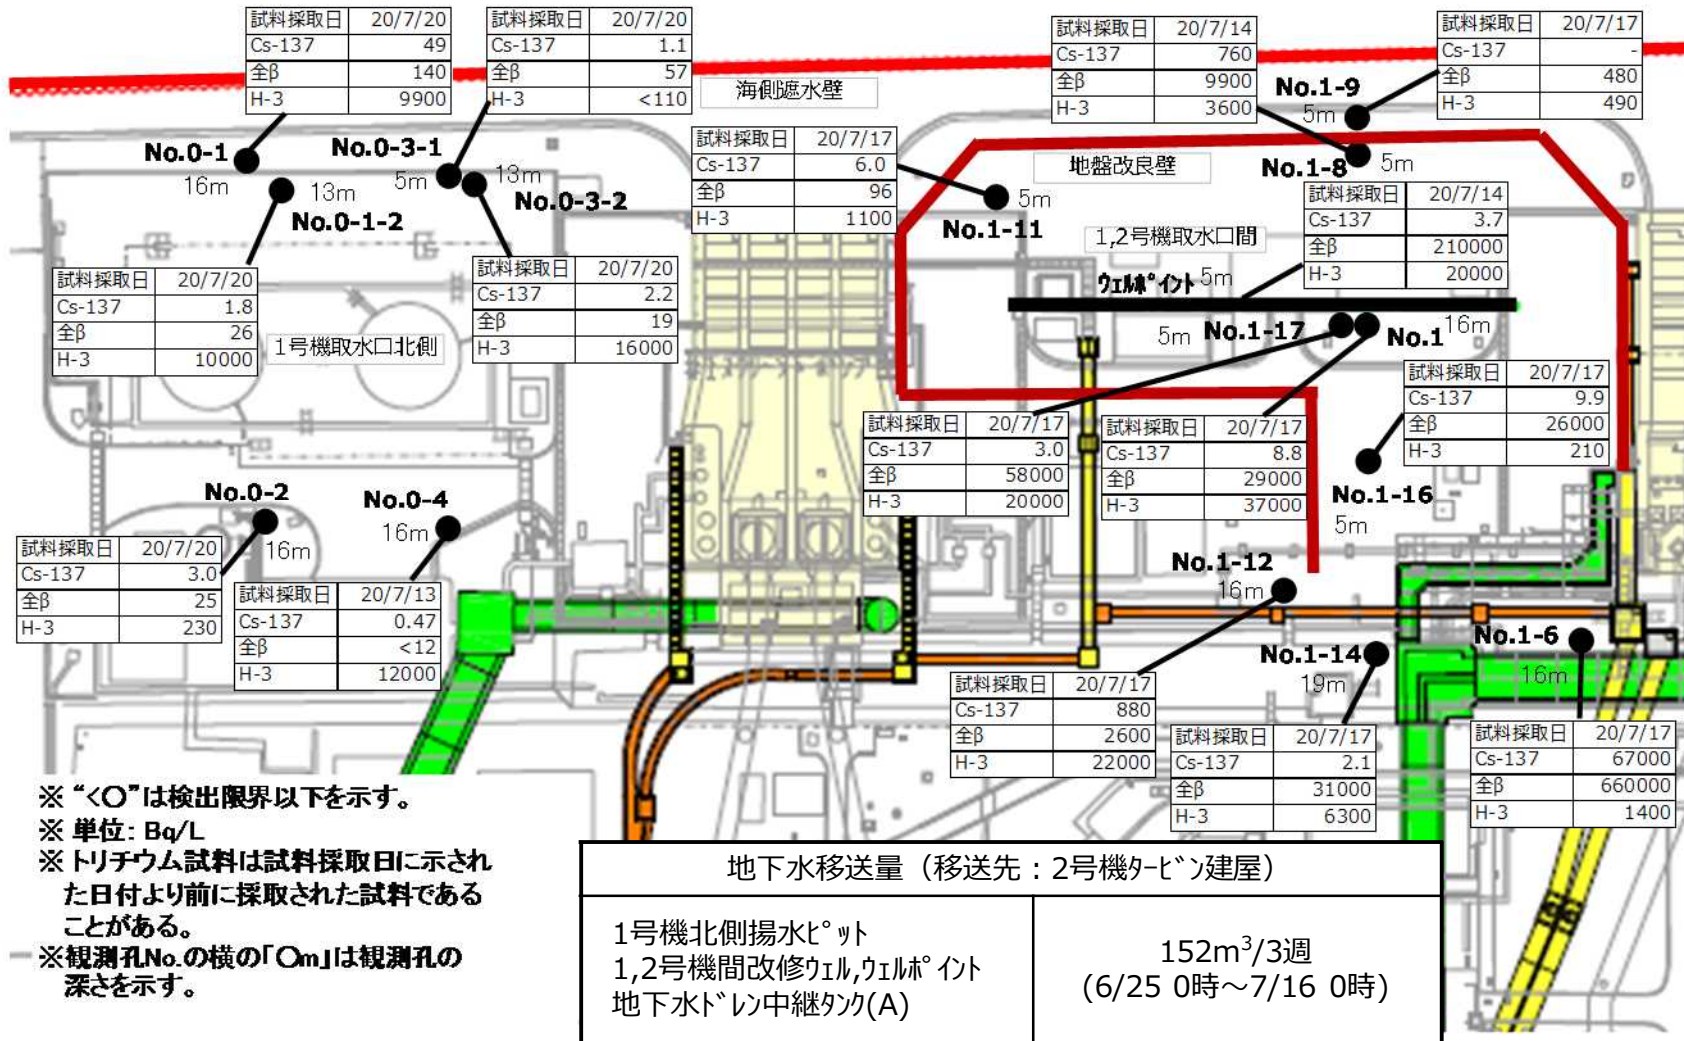 試料採取日 20/7/20
Cs-137 49
全β 140
H-3 9900
試料採取日 20/7/20
Cs-137 1.1
全β 57
H-3 <110
海側遮水壁
試料採取日 20/7/14
Cs-137 760
全β 9900
H-3 3600
試料採取日 20/7/17
Cs-137 -
全β 480
H-3 490
No.0-1
16m
No.0-3-1
5m
13m
No.0-1-2
13m
No.0-3-2
試料採取日 20/7/17
Cs-137 6.0
全β 96
H-3 1100
5m
No.1-11
地盤改良壁
No.1-9
5m
No.1-8
5m
試料採取日 20/7/14
Cs-137 3.7
全β 210000
H-3 20000
1,2号機取水口間
ウェルポイント 5m
試料採取日 20/7/20
Cs-137 1.8
全β 26
H-3 10000
1号機取水口北側
試料採取日 20/7/20
Cs-137 2.2
全β 19
H-3 16000
5m No.1-17
No.1
16m
試料採取日 20/7/17
Cs-137 9.9
全β 26000
H-3 210
試料採取日 20/7/17
Cs-137 3.0
全β 58000
H-3 20000
試料採取日 20/7/17
Cs-137 8.8
全β 29000
H-3 37000
No.1-16
5m
No.0-2
16m
No.0-4
16m
試料採取日 20/7/20
Cs-137 3.0
全β 25
H-3 230
試料採取日 20/7/13
Cs-137 0.47
全β <12
H-3 12000
No.1-12
16m
No.1-14
19m
No.1-6
16m
試料採取日 20/7/17
Cs-137 880
全β 2600
H-3 22000
試料採取日 20/7/17
Cs-137 2.1
全β 31000
H-3 6300
試料採取日 20/7/17
Cs-137 67000
全β 660000
H-3 1400
※ “<〇”は検出限界以下を示す。
※ 単位: Bq/L
※ トリチウム試料は試料採取日に示され
た日付より前に採取された試料である
ことがある。
※観測孔No.の横の「〇m」は観測孔の
深さを示す。
地下水移送量（移送先：2号機タービン建屋）
1号機北側揚水ピット
1,2号機間改修ウェル,ウェルポイント
地下水ドレン中継タンク(A)
152m³/3週
(6/25 0時～7/16 0時)